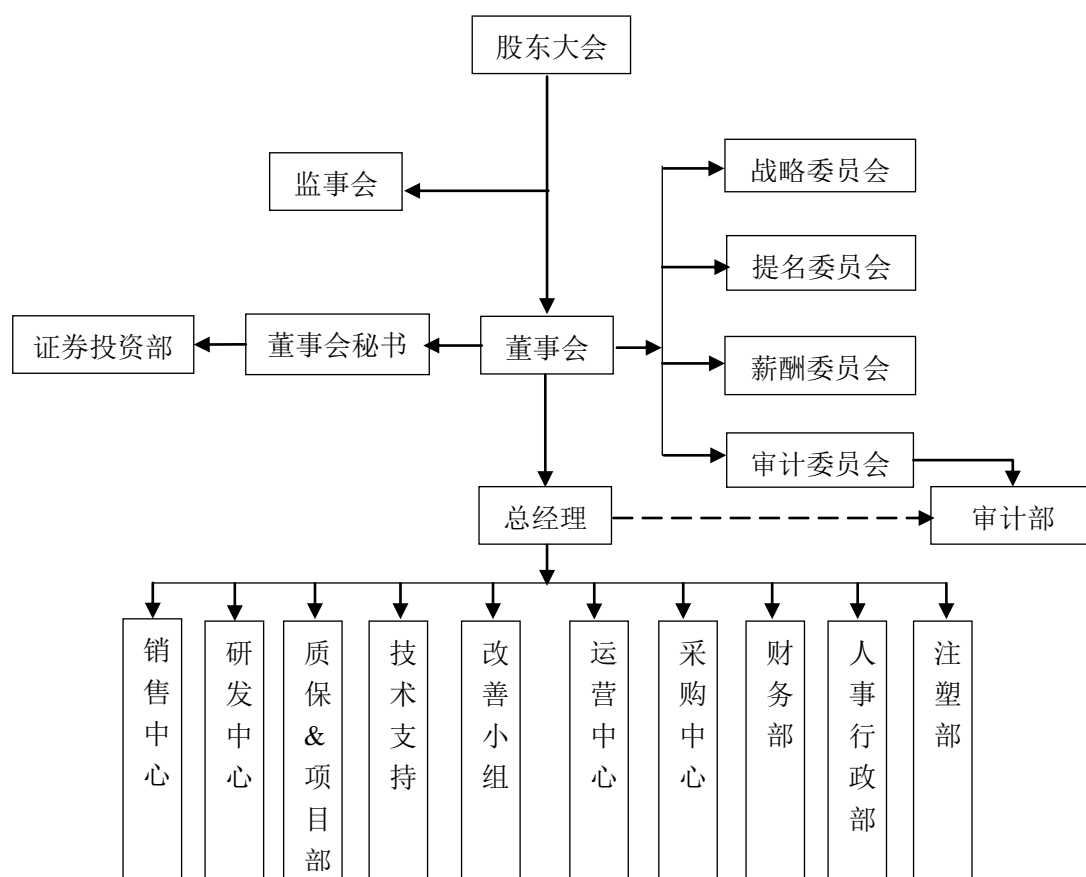 股东大会
监事会
战略委员会
提名委员会
证券投资部
董事会秘书
董事会
薪酬委员会
审计委员会
总经理
审计部
销售中心
研发中心
质保&项目部
技术支持
改善小组
运营中心
采购中心
财务部
人事行政部
注塑部